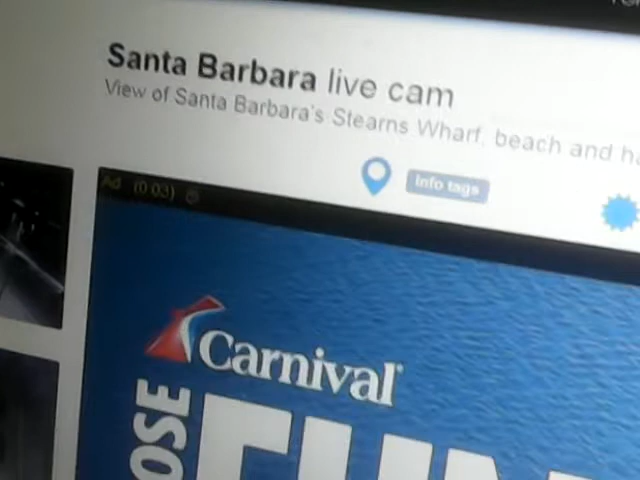 Santa Barbara live cam
View of Santa Barbara's Stearns Wharf, beach and
Info tags
Ad (0:03)
Carnival